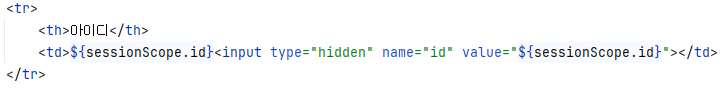 <tr>
<th>아이디</th>
<td>${sessionScope.id}<input type="hidden" name="id" value="${sessionScope.id}"></td>
</tr>